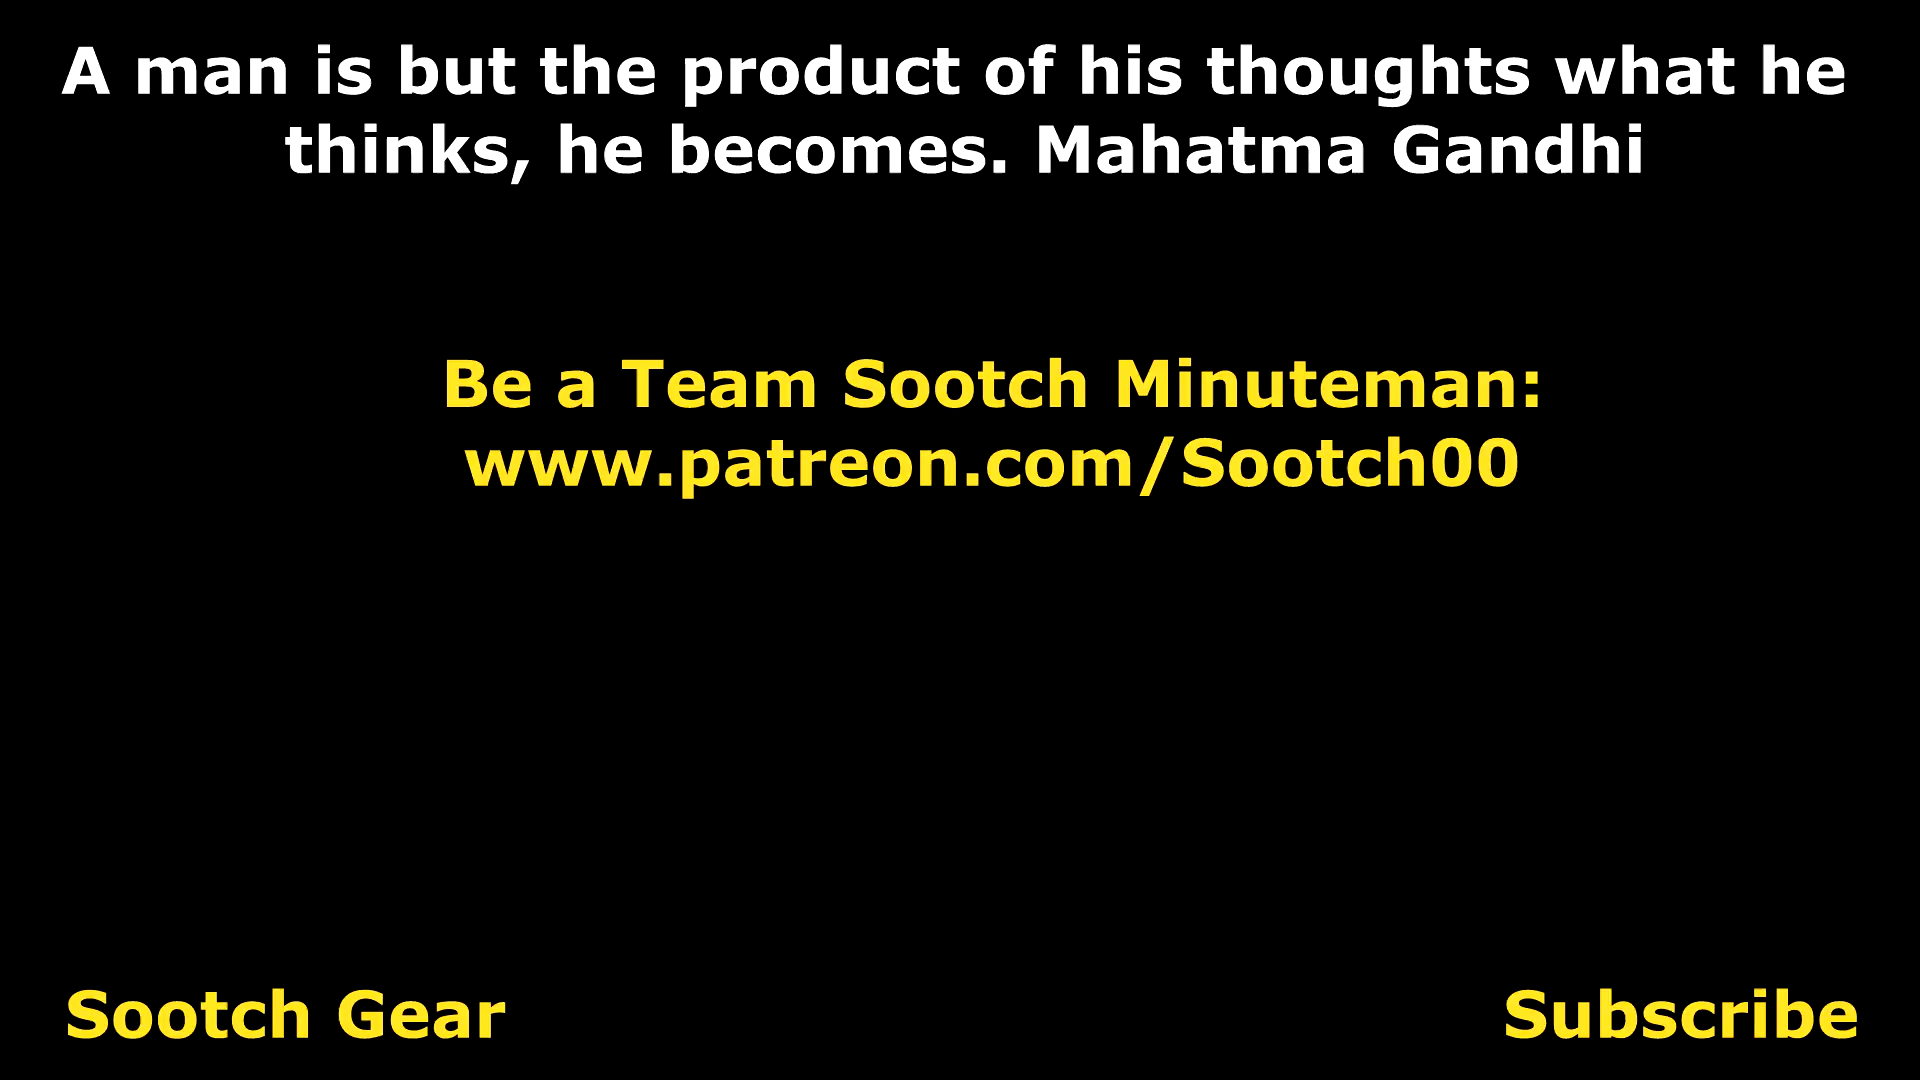 A man is but the product of his thoughts what he
thinks, he becomes. Mahatma Gandhi
Be a Team Sootch Minuteman:
www.patreon.com/Sootch00
Sootch Gear
Subscribe